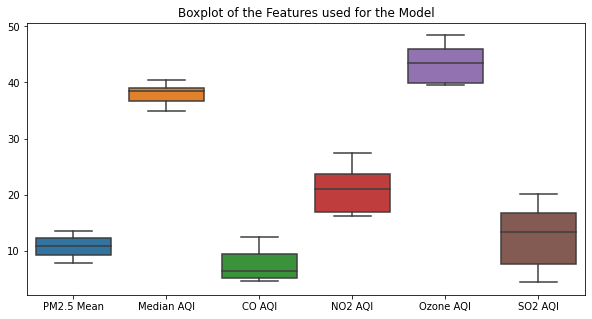 Boxplot of the Features used for the Model
50
40
30
20
10
PM2.5 Mean Median AQI CO AQI NO2 AQI Ozone AQI SO2 AQI